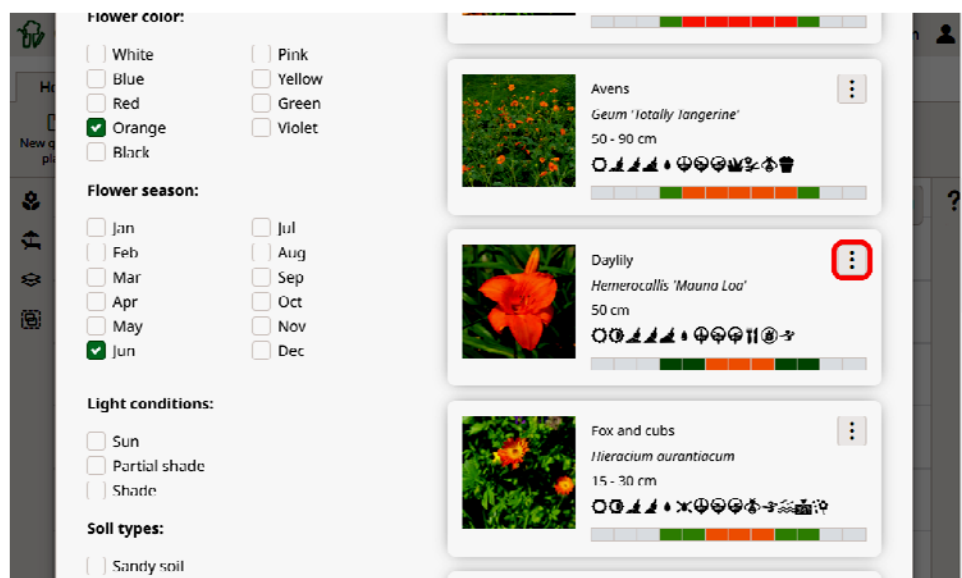 Flower color:
White
Pink
Blue
Yellow
Red
Green
Orange
Violet
Black
Flower season:
Jan
Jul
Feb
Aug
Mar
Sep
Apr
Oct
May
Nov
Jun
Dec
Light conditions:
Sun
Partial shade
Shade
Soil types:
Sandy soil
Avens
Geum 'Totally Tangerine'
50 - 90 cm
Daylily
Hemerocallis 'Mauna Loa'
50 cm
Fox and cubs
Hieracium aurantiacum
15 - 30 cm
New
?